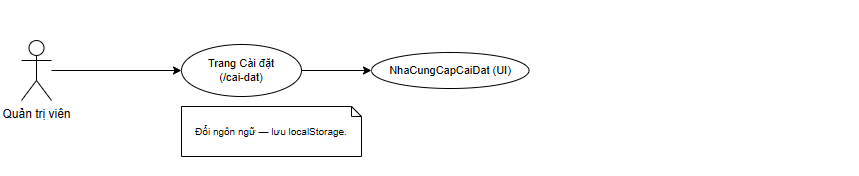 Trang Cài đặt
(/cai-dat)
NhaCungCapCaiDat (UI)
Quản trị viên
Đổi ngôn ngữ — lưu localStorage.